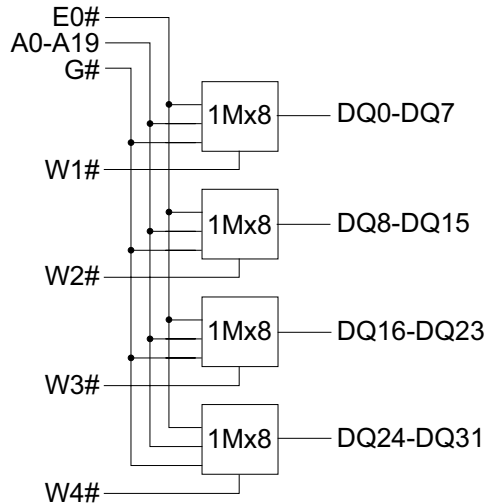 E0#
A0-A19
G#
1Mx8
DQ0-DQ7
W1#
1Mx8
DQ8-DQ15
W2#
1Mx8
DQ16-DQ23
W3#
1Mx8
DQ24-DQ31
W4#